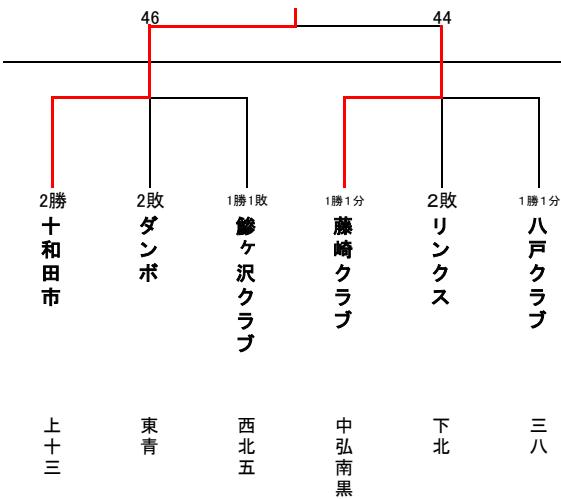 46
44
2勝
2敗
1勝1敗
1勝1分
2敗
1勝1分
十和田市
ダンボ
鰺ヶ沢クラブ
藤崎クラブ
リンクス
八戸クラブ
上十三
東青
西北五
中弘南黒
下北
三八